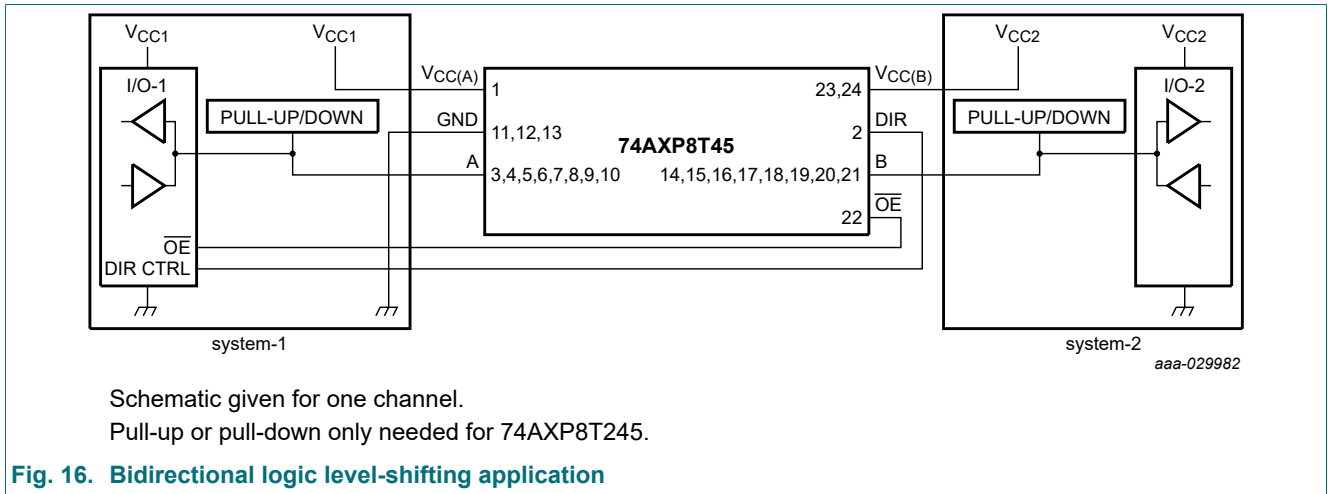 VCC1 VCC1 VCC2 VCC2
I/O-1 VCC(A) 1 23,24 VCC(B) I/O-2
PULL-UP/DOWN GND 11,12,13 74AXP8T45 2 DIR PULL-UP/DOWN
A 3,4,5,6,7,8,9,10 14,15,16,17,18,19,20,21 B
22 O̅E̅
O̅E̅
DIR CTRL
system-1 system-2
aaa-029982
Schematic given for one channel.
Pull-up or pull-down only needed for 74AXP8T245.
Fig. 16. Bidirectional logic level-shifting application